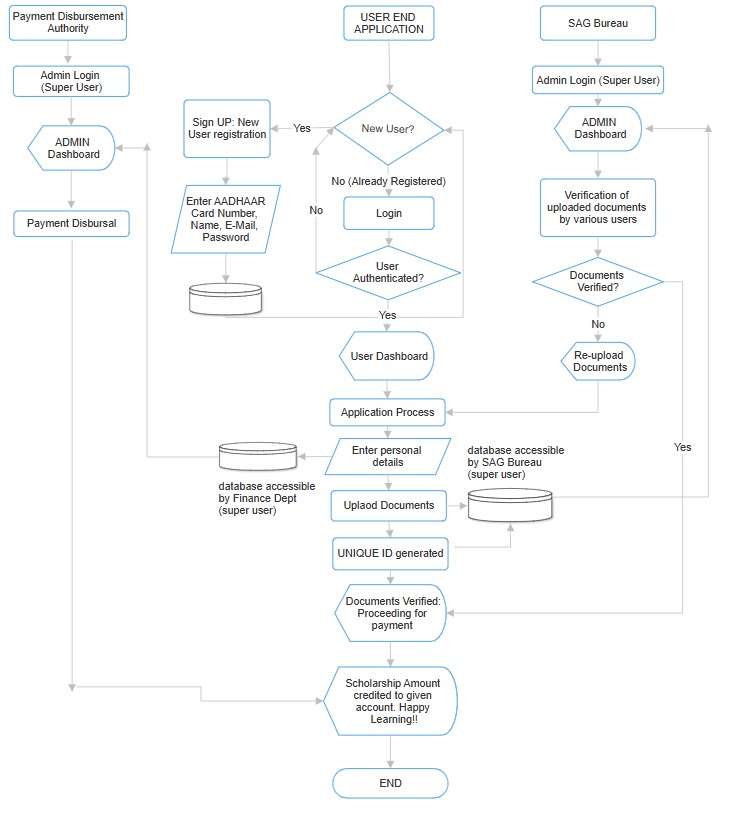 Payment Disbursement
Authority
Admin Login
(Super User)
ADMIN
Dashboard
Payment Disbursal
USER END
APPLICATION
Sign UP: New
User registration
Yes
New User?
No (Already Registered)
Enter AADHAAR
Card Number,
Name, E-Mail,
Password
No
Login
User
Authenticated?
Yes
User Dashboard
Application Process
Enter personal
details
database accessible
by Finance Dept
(super user)
Uplaod Documents
database accessible
by SAG Bureau
(super user)
UNIQUE ID generated
Documents Verified:
Proceeding for
payment
Scholarship Amount
credited to given
account. Happy
Learning!!
END
SAG Bureau
Admin Login (Super User)
ADMIN
Dashboard
Verification of
uploaded documents
by various users
Documents
Verified?
No
Re-upload
Documents
Yes